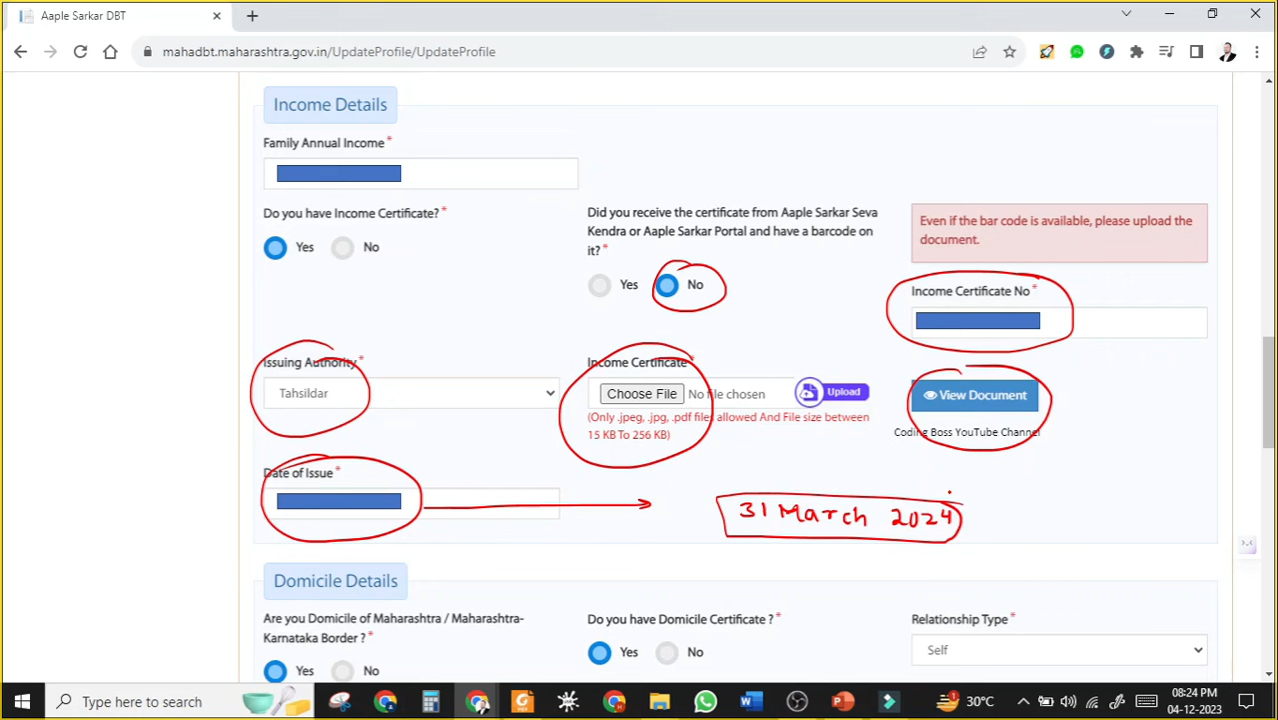 Aaple Sarkar DBT
mahadbt.maharashtra.gov.in/UpdateProfile/UpdateProfile
Income Details
Family Annual Income *
Do you have Income Certificate? *
Yes No
Did you receive the certificate from Aaple Sarkar Seva
Kendra or Aaple Sarkar Portal and have a barcode on
it? *
Yes No
Even if the bar code is available, please upload the
document.
Income Certificate No *
Issuing Authority *
Tahsildar
Income Certificate *
Choose File No file chosen
Upload
(Only .jpeg, .jpg, .pdf files allowed And File size between
15 KB To 256 KB)
View Document
Coding Boss YouTube Channel
Date of Issue *
31 March 2024
Domicile Details
Are you Domicile of Maharashtra / Maharashtra-
Karnataka Border ? *
Yes No
Do you have Domicile Certificate ? *
Yes No
Relationship Type *
Self
Type here to search
1
30°C
08:24 PM
04-12-2023